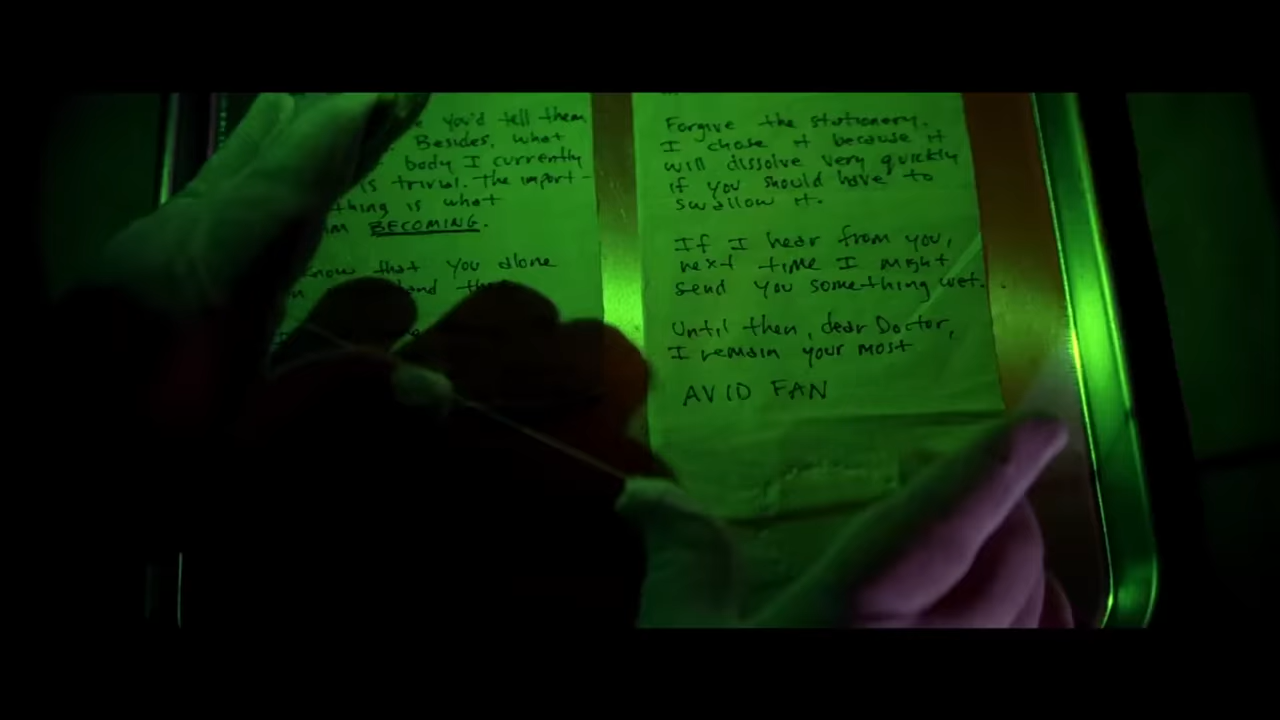 you'd tell them
Besides, what
body I currently
is trivial. The import-
thing is what
BECOMING.
know that you alone
Forgive the stationery.
I chose it because it
will dissolve very quickly
if you should have to
swallow it.
If I hear from you,
next time I might
send you something wet.
Until then, dear Doctor,
I remain your most
AVID FAN